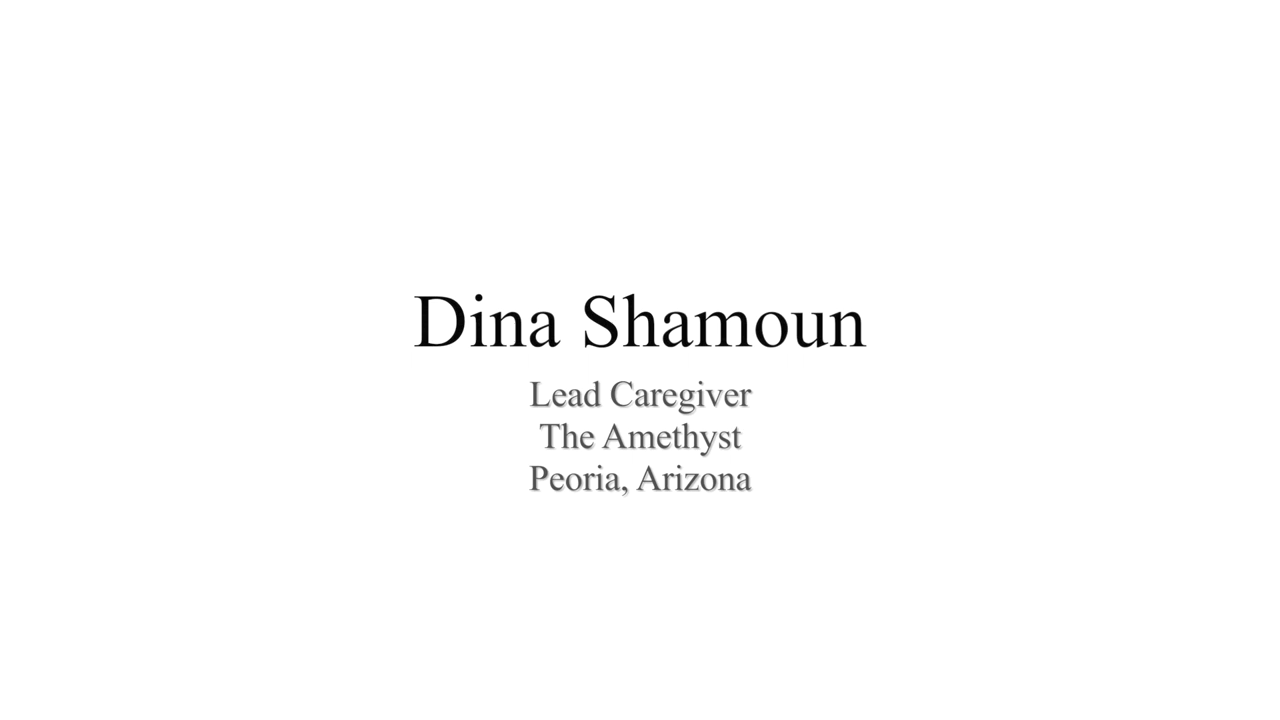 Dina Shamoun
Lead Caregiver
The Amethyst
Peoria, Arizona